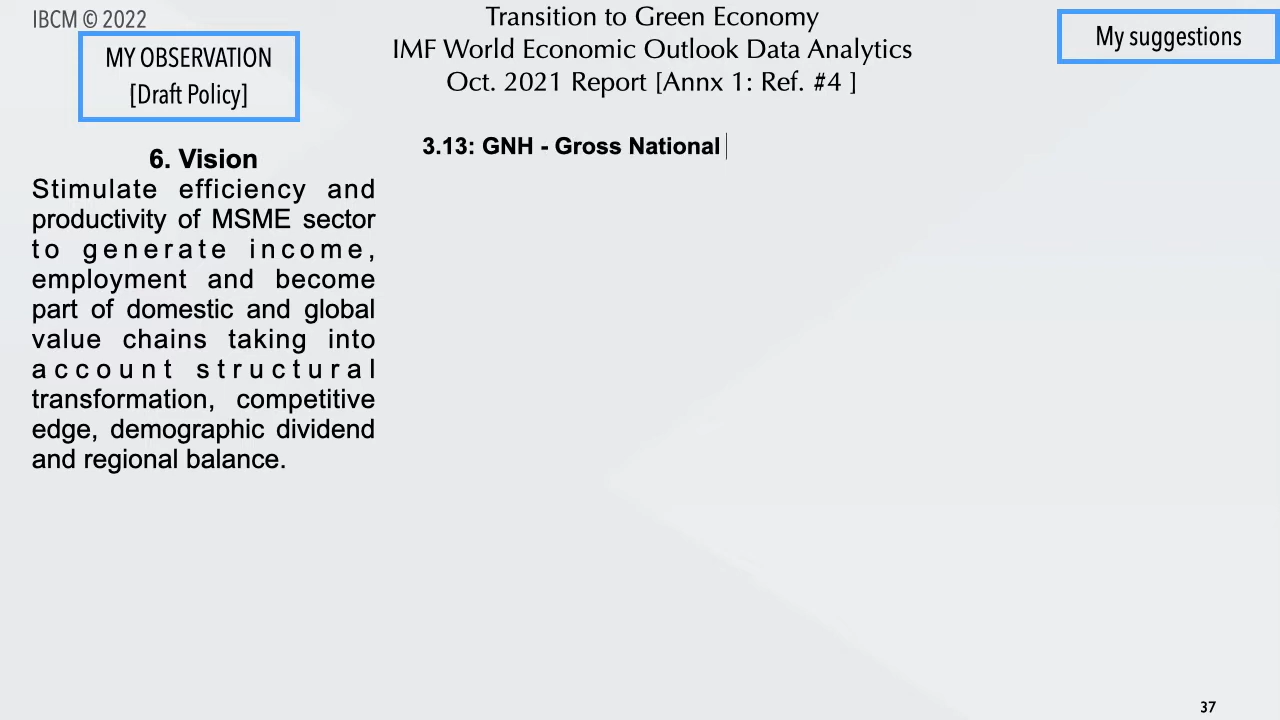 IBCM © 2022
Transition to Green Economy
IMF World Economic Outlook Data Analytics
Oct. 2021 Report [Annx 1: Ref. #4 ]
My suggestions
MY OBSERVATION
[Draft Policy]
3.13: GNH - Gross National
6. Vision
Stimulate efficiency and
productivity of MSME sector
to generate income,
employment and become
part of domestic and global
value chains taking into
account structural
transformation, competitive
edge, demographic dividend
and regional balance.
37